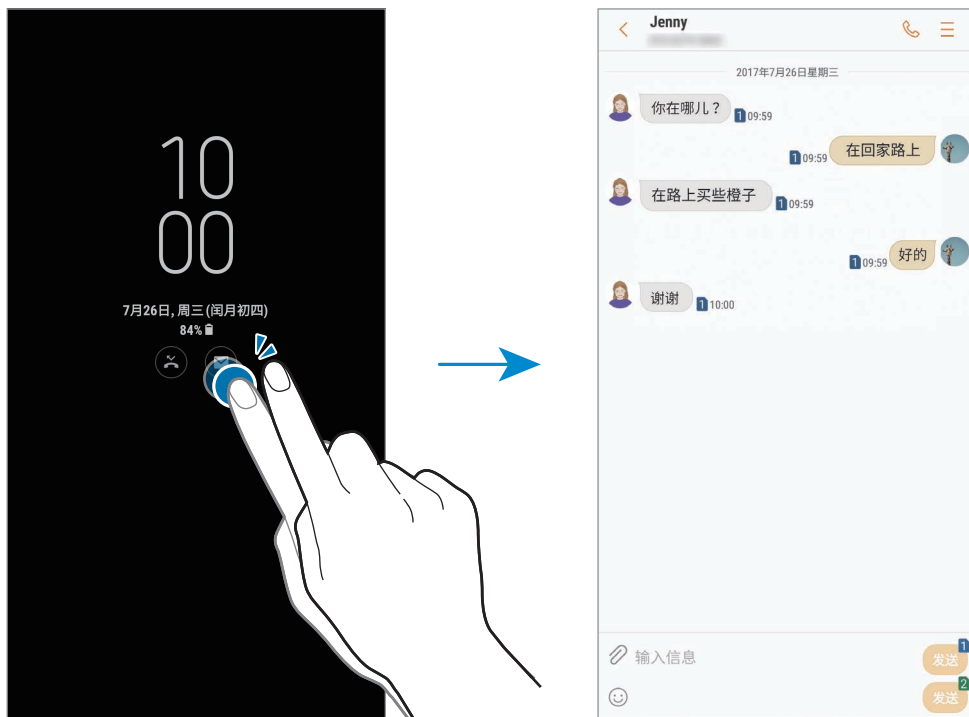 10
00
7月26日, 周三 (闰月初四)
84%
Jenny
2017年7月26日星期三
你在哪儿？
1 09:59
1 09:59
在回家路上
在路上买些橙子
1 09:59
1 09:59
好的
谢谢
1 10:00
输入信息
发送 1
发送 2